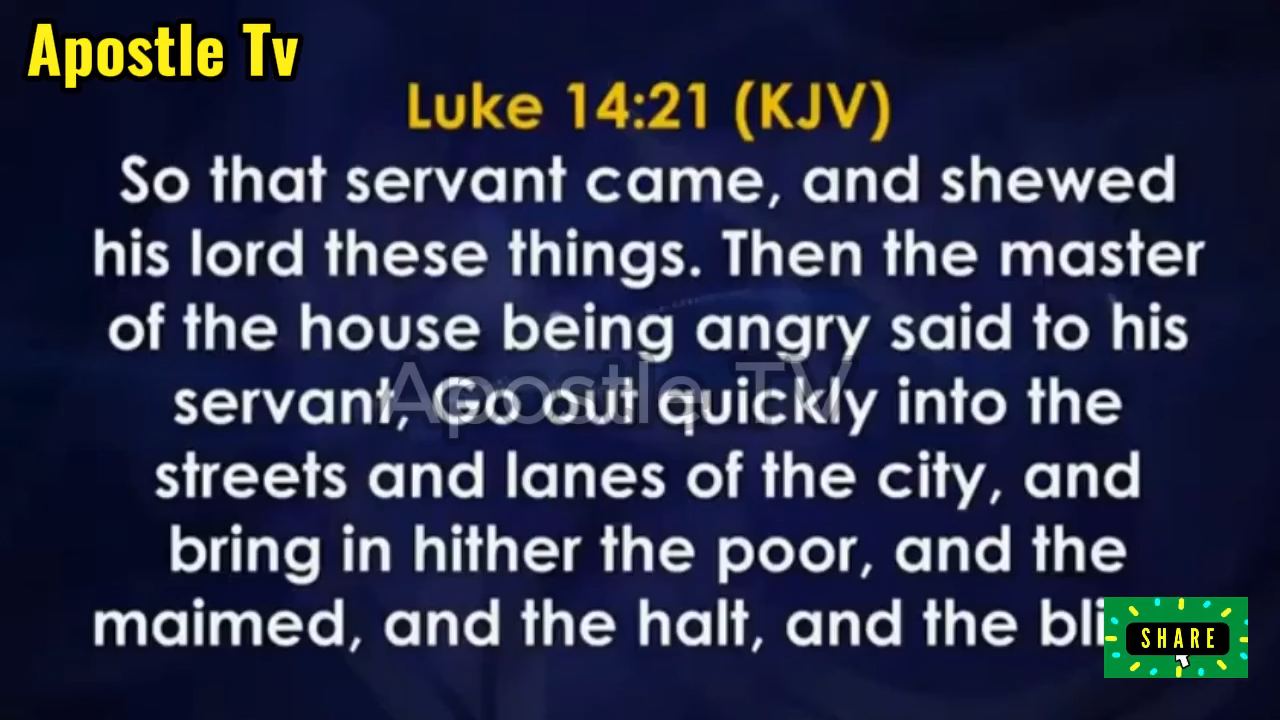 Apostle Tv
Luke 14:21 (KJV)
So that servant came, and shewed
his lord these things. Then the master
of the house being angry said to his
servant, Go out quickly into the
Apostle TV
streets and lanes of the city, and
bring in hither the poor, and the
maimed, and the halt, and the
SHARE